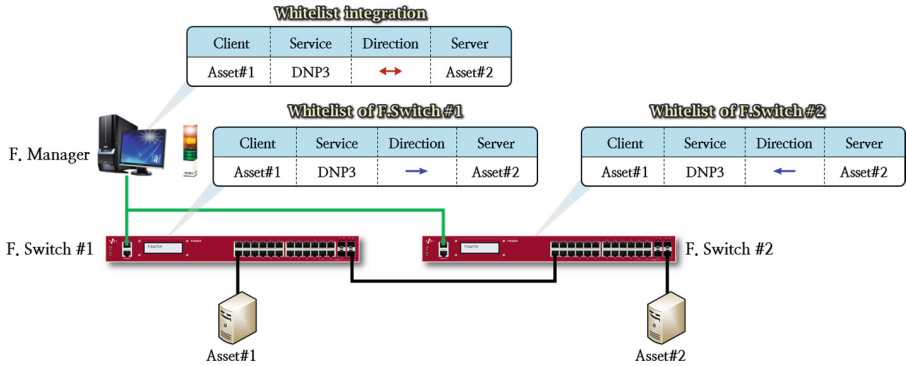 Whitelist integration
Client Service Direction Server
Asset#1 DNP3 ↔ Asset#2
Whitelist of F.Switch #1
Client Service Direction Server
Asset#1 DNP3 → Asset#2
Whitelist of F.Switch #2
Client Service Direction Server
Asset#1 DNP3 ← Asset#2
F. Manager
F. Switch #1
F. Switch #2
Asset#1
Asset#2